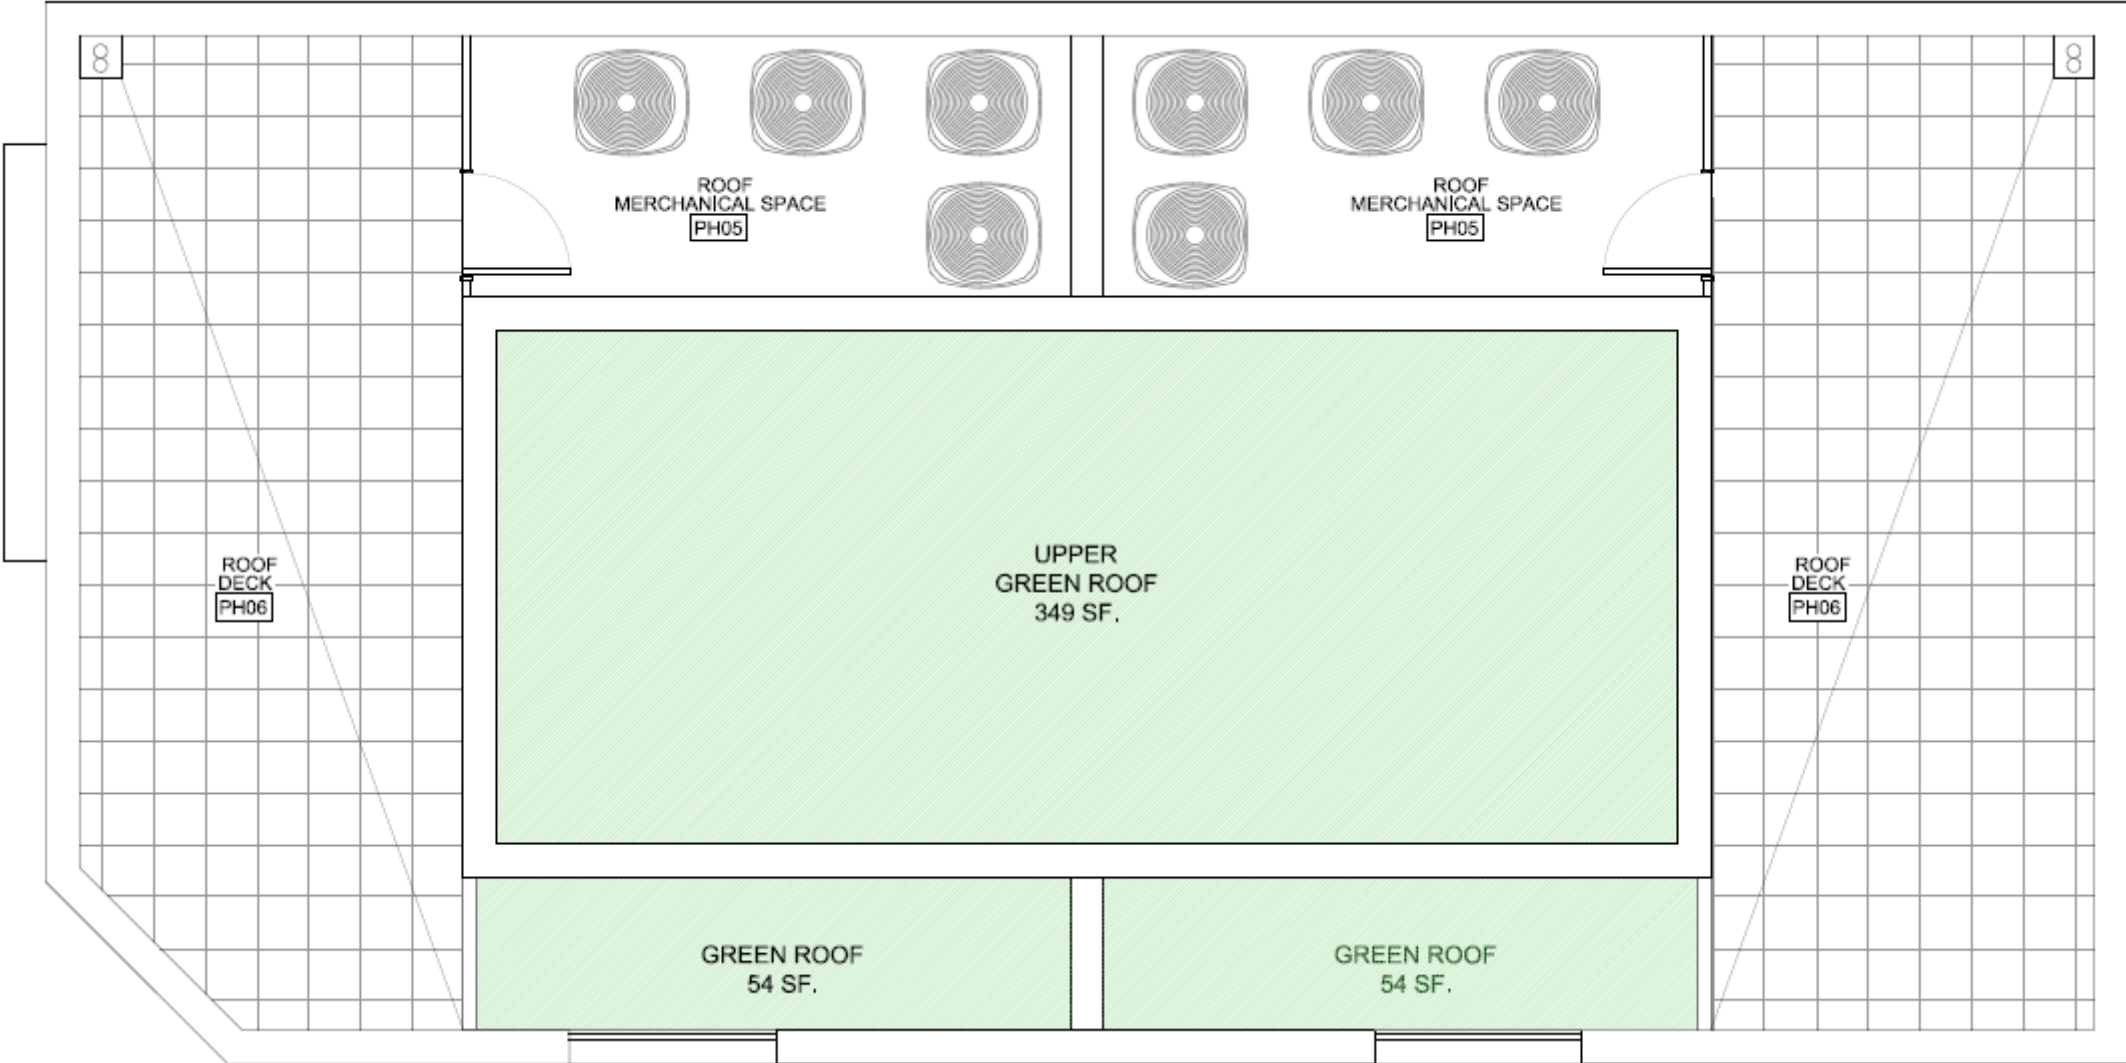 ROOF
MERCHANICAL SPACE
PH05
ROOF
MERCHANICAL SPACE
PH05
UPPER
GREEN ROOF
349 SF.
ROOF
DECK
PH06
ROOF
DECK
PH06
GREEN ROOF
54 SF.
GREEN ROOF
54 SF.